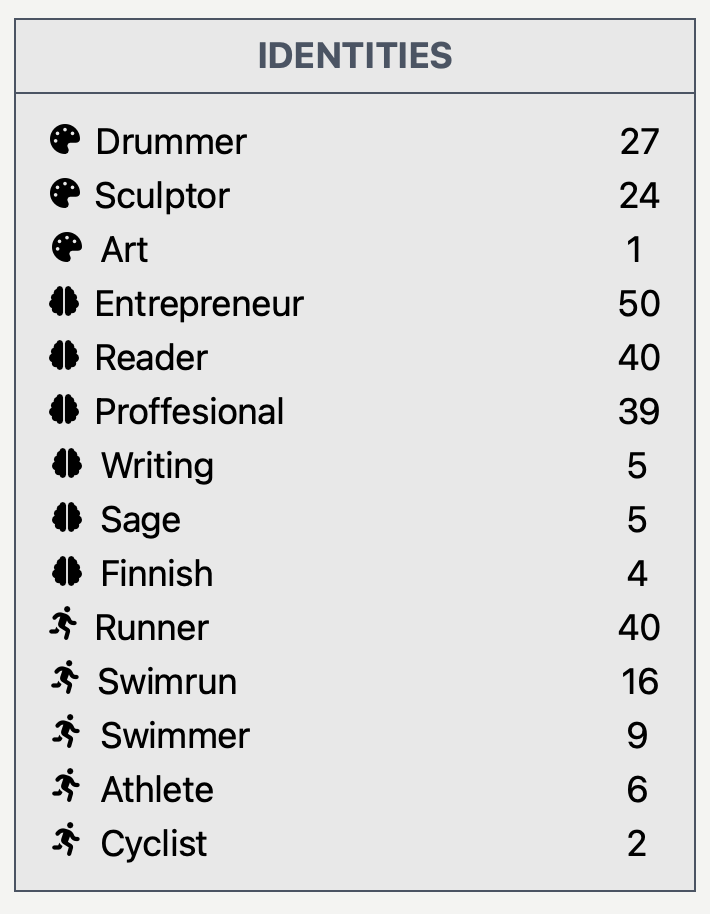 IDENTITIES
Drummer 27
Sculptor 24
Art 1
Entrepreneur 50
Reader 40
Proffesional 39
Writing 5
Sage 5
Finnish 4
Runner 40
Swimrun 16
Swimmer 9
Athlete 6
Cyclist 2